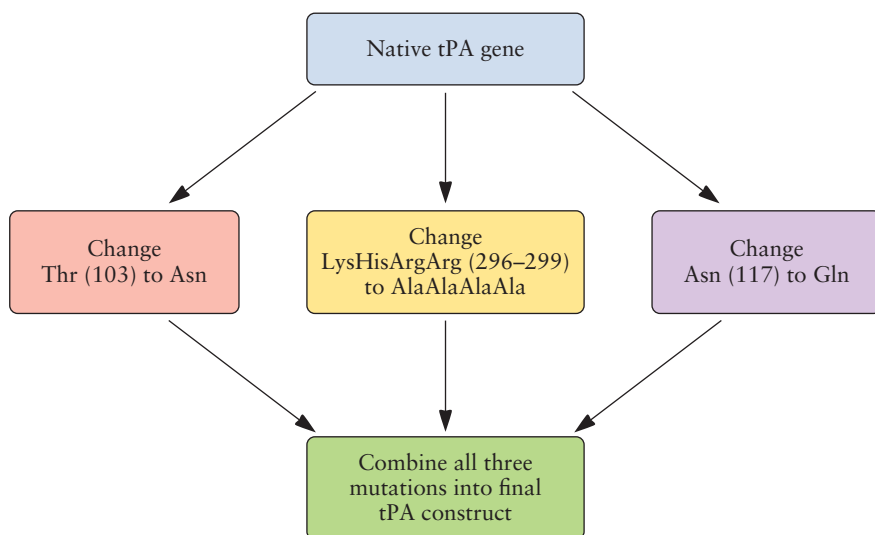 Native tPA gene
Change
Thr (103) to Asn
Change
LysHisArgArg (296–299)
to AlaAlaAlaAla
Change
Asn (117) to Gln
Combine all three
mutations into final
tPA construct